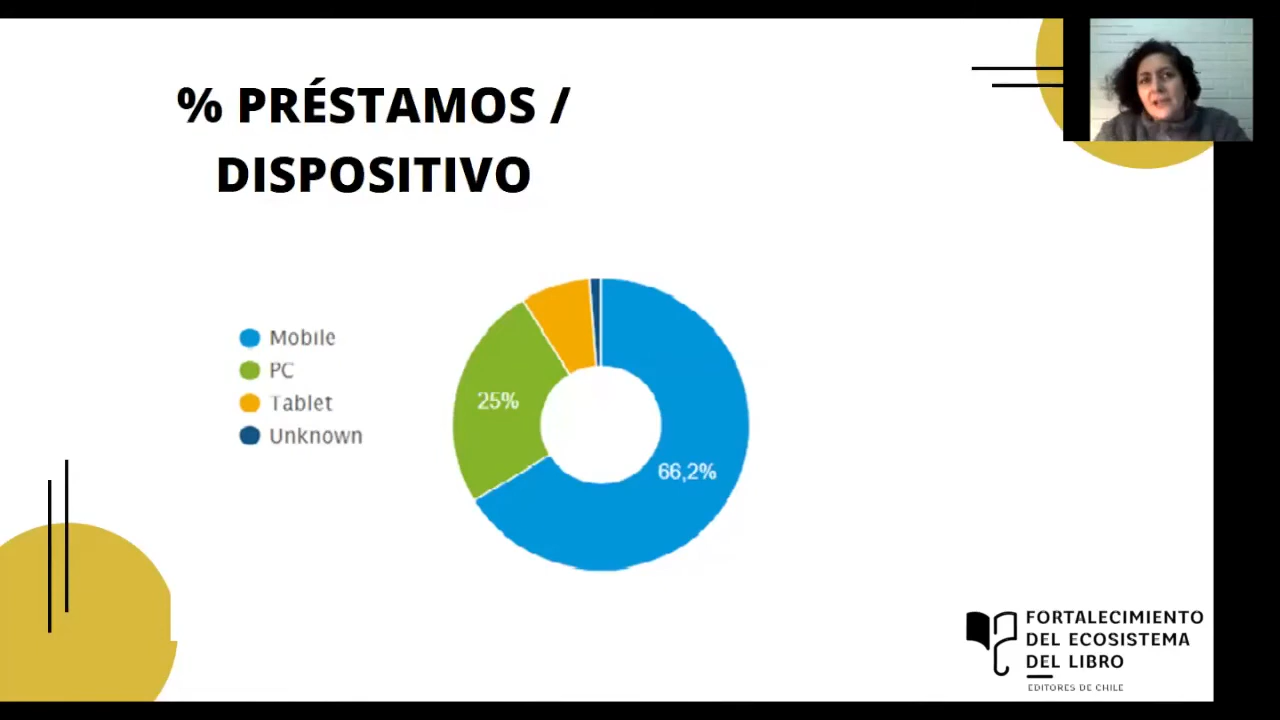 % PRÉSTAMOS /
DISPOSITIVO
Mobile
PC
Tablet
Unknown
25%
66,2%
FORTALECIMIENTO
DEL ECOSISTEMA
DEL LIBRO
EDITORES DE CHILE